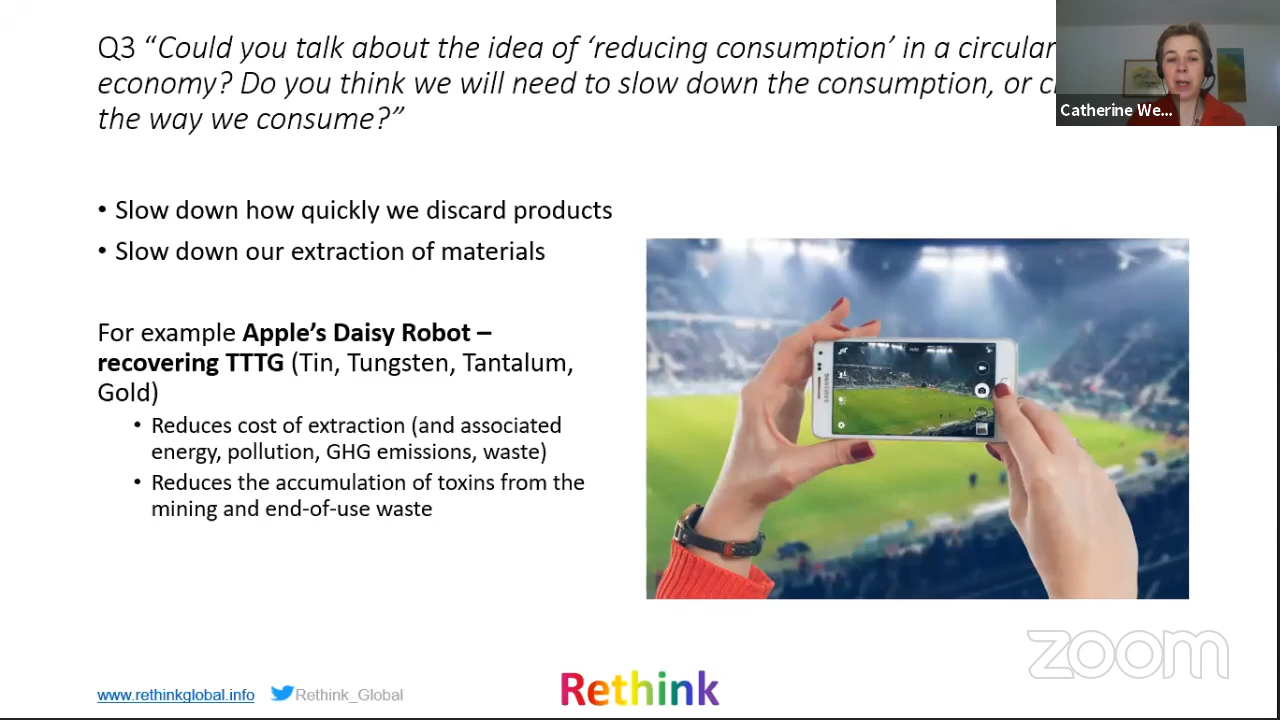 Q3 “Could you talk about the idea of ‘reducing consumption’ in a circular
economy? Do you think we will need to slow down the consumption, or
the way we consume?”
Catherine We...
• Slow down how quickly we discard products
• Slow down our extraction of materials
For example Apple’s Daisy Robot –
recovering TTTG (Tin, Tungsten, Tantalum,
Gold)
• Reduces cost of extraction (and associated
energy, pollution, GHG emissions, waste)
• Reduces the accumulation of toxins from the
mining and end-of-use waste
SAMSUNG
zoom
www.rethinkglobal.info
Rethink_Global
Rethink